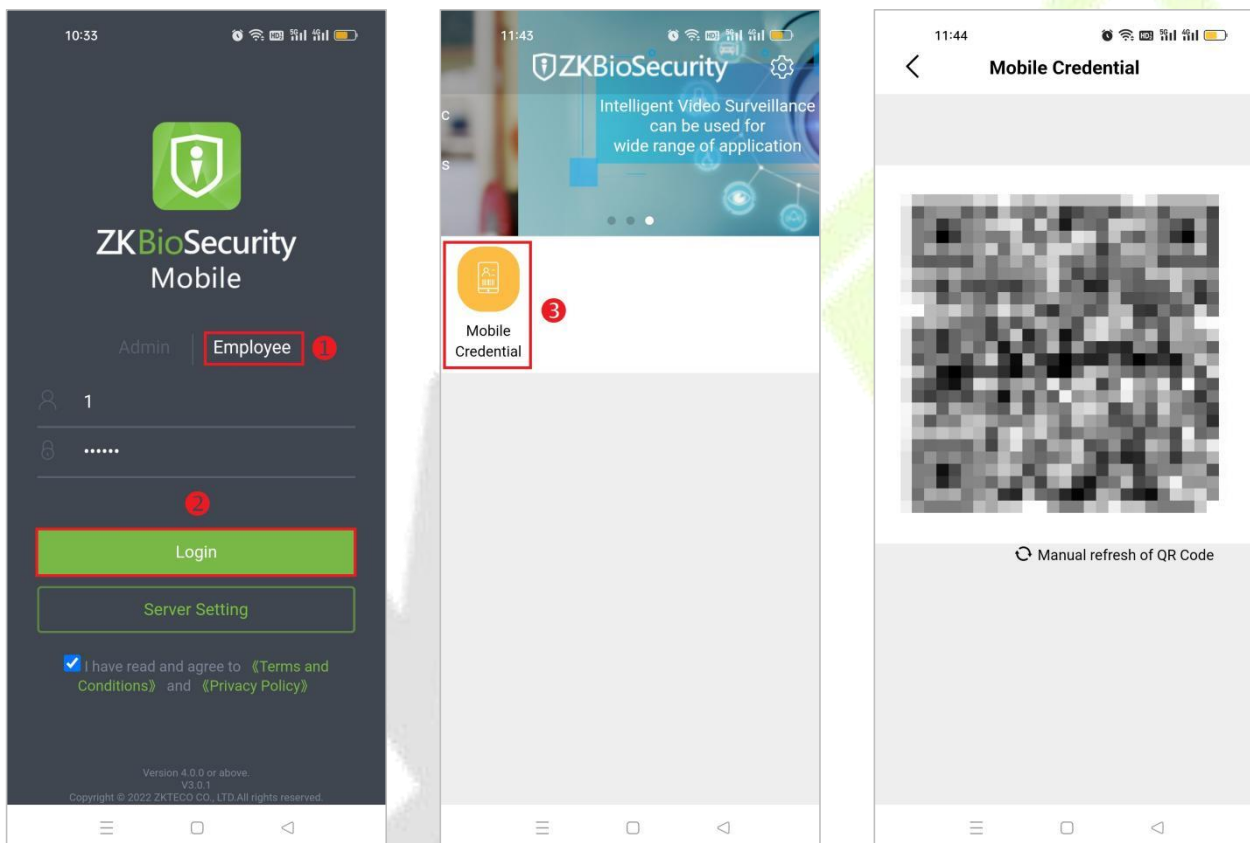 10:33
ZKBioSecurity
Mobile
Admin
Employee
1
1
••••••
2
Login
Server Setting
I have read and agree to 《Terms and
Conditions》 and 《Privacy Policy》
Version 4.0.0 or above.
V3.0.1
Copyright © 2022 ZKTECO CO., LTD.All rights reserved.
11:43
ZKBioSecurity
c
s
Intelligent Video Surveillance
can be used for
wide range of application
3
Mobile
Credential
11:44
Mobile Credential
Manual refresh of QR Code